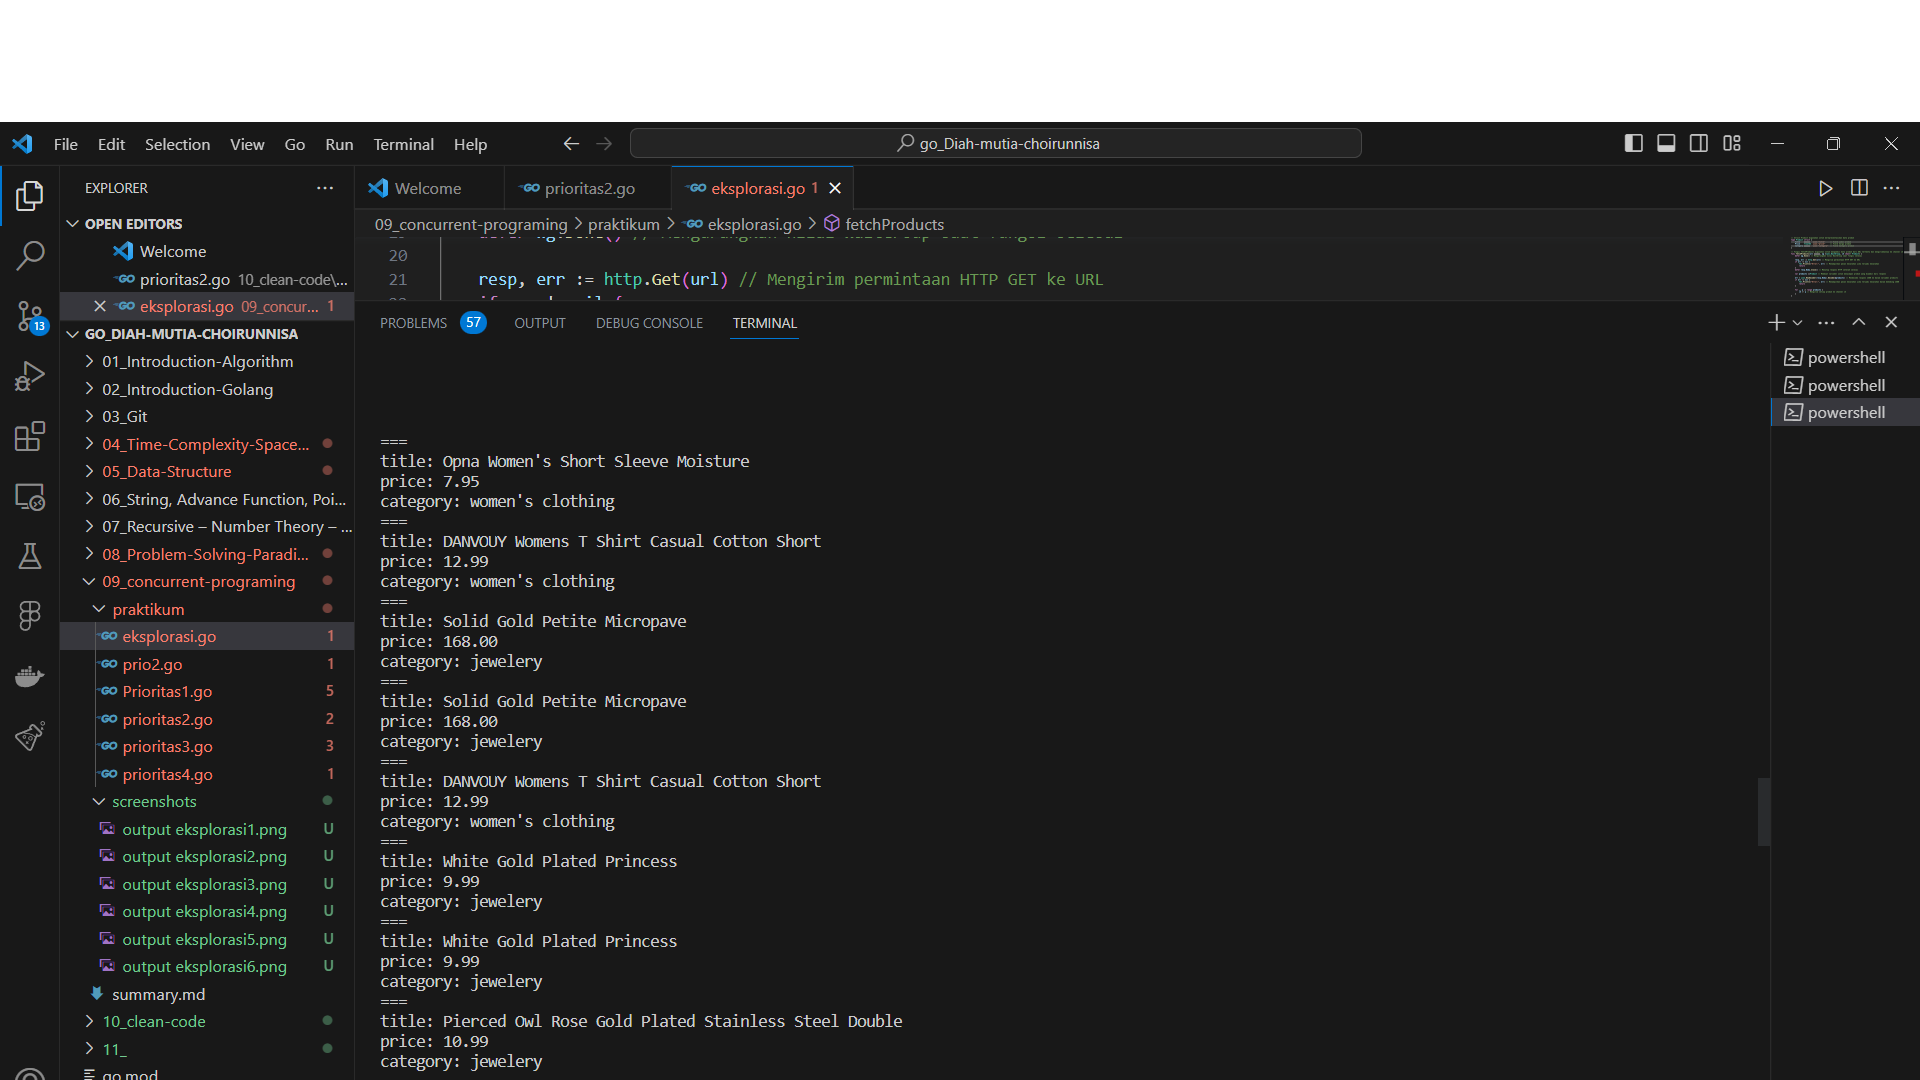 File Edit Selection View Go Run Terminal Help
go_Diah-mutia-choirunnisa
EXPLORER
OPEN EDITORS
Welcome
prioritas2.go 10_clean-code\...
eksplorasi.go 09_concur... 1
GO_DIAH-MUTIA-CHOIRUNNISA
01_Introduction-Algorithm
02_Introduction-Golang
03_Git
04_Time-Complexity-Space...
05_Data-Structure
06_String, Advance Function, Poi...
07_Recursive – Number Theory – ...
08_Problem-Solving-Paradi...
09_concurrent-programing
praktikum
eksplorasi.go 1
prio2.go 1
Prioritas1.go 5
prioritas2.go 2
prioritas3.go 3
prioritas4.go 1
screenshots
output eksplorasi1.png U
output eksplorasi2.png U
output eksplorasi3.png U
output eksplorasi4.png U
output eksplorasi5.png U
output eksplorasi6.png U
summary.md
10_clean-code
11_
go.mod
13
Welcome prioritas2.go eksplorasi.go 1
09_concurrent-programing > praktikum > eksplorasi.go > fetchProducts
20
21 resp, err := http.Get(url) // Mengirim permintaan HTTP GET ke URL
PROBLEMS 57 OUTPUT DEBUG CONSOLE TERMINAL
powershell
powershell
powershell
===
title: Opna Women's Short Sleeve Moisture
price: 7.95
category: women's clothing
===
title: DANVOUY Womens T Shirt Casual Cotton Short
price: 12.99
category: women's clothing
===
title: Solid Gold Petite Micropave
price: 168.00
category: jewelery
===
title: Solid Gold Petite Micropave
price: 168.00
category: jewelery
===
title: DANVOUY Womens T Shirt Casual Cotton Short
price: 12.99
category: women's clothing
===
title: White Gold Plated Princess
price: 9.99
category: jewelery
===
title: White Gold Plated Princess
price: 9.99
category: jewelery
===
title: Pierced Owl Rose Gold Plated Stainless Steel Double
price: 10.99
category: jewelery